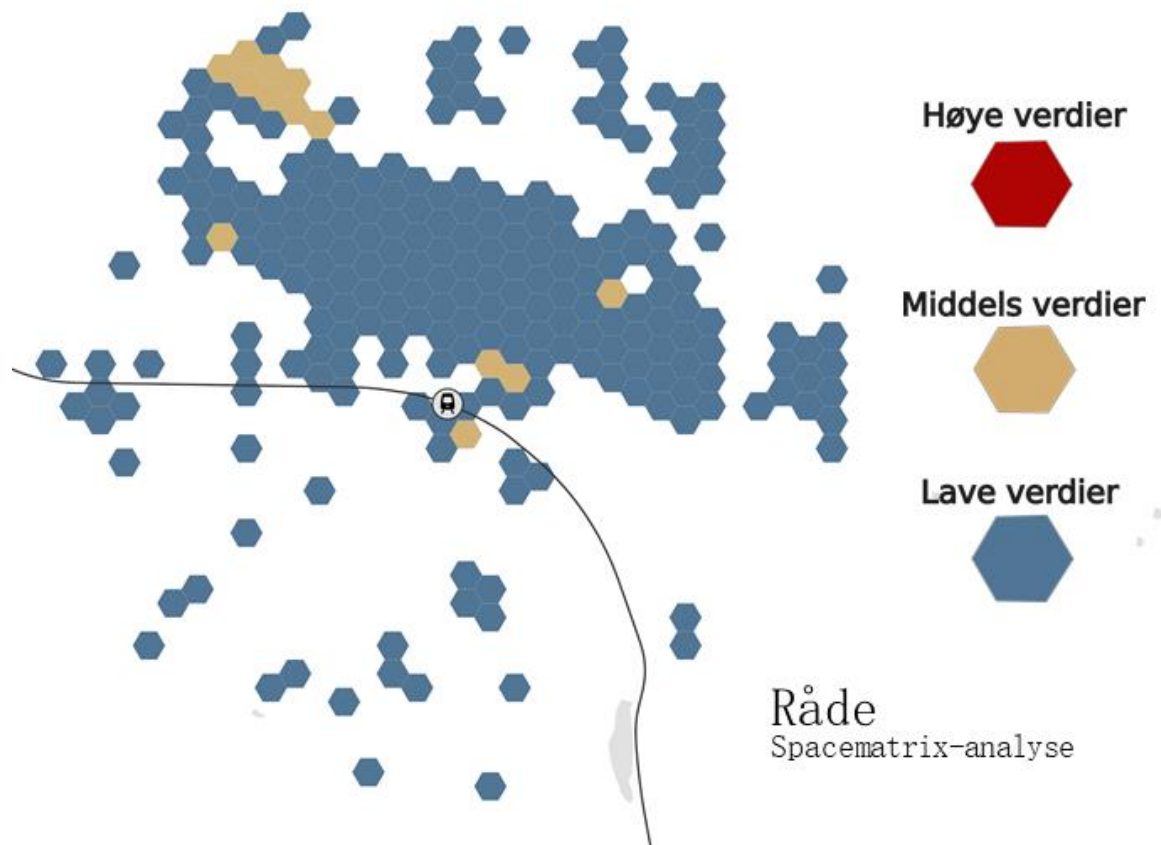 Høye verdier
Middels verdier
Lave verdier
Råde
Spacematrix-analyse